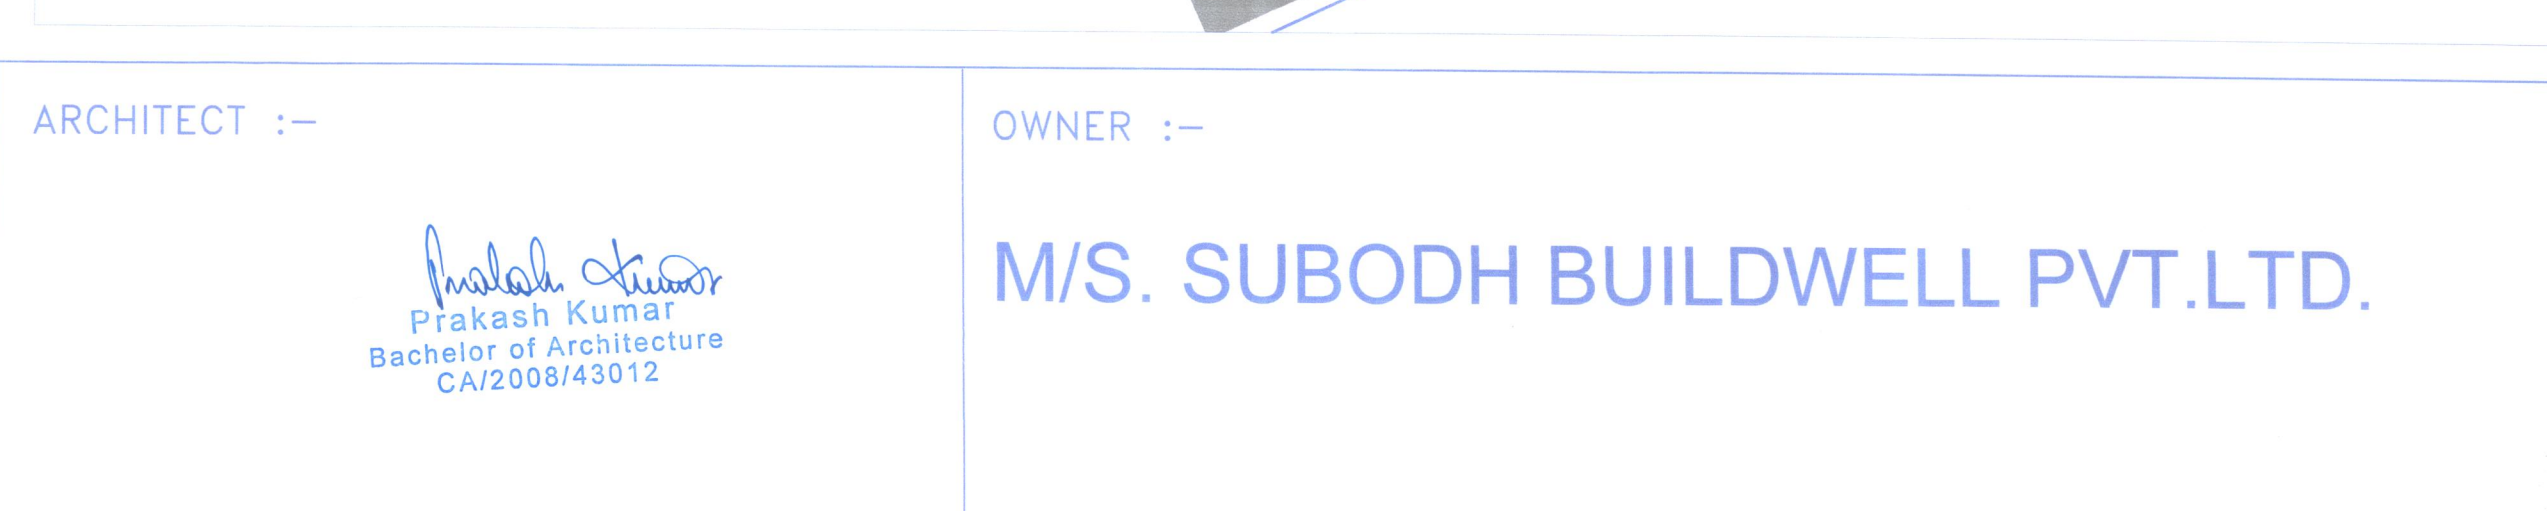 ARCHITECT :—
Prakash Kumar
Prakash Kumar
Bachelor of Architecture
CA/2008/43012
OWNER :—
M/S. SUBODH BUILDWELL PVT.LTD.